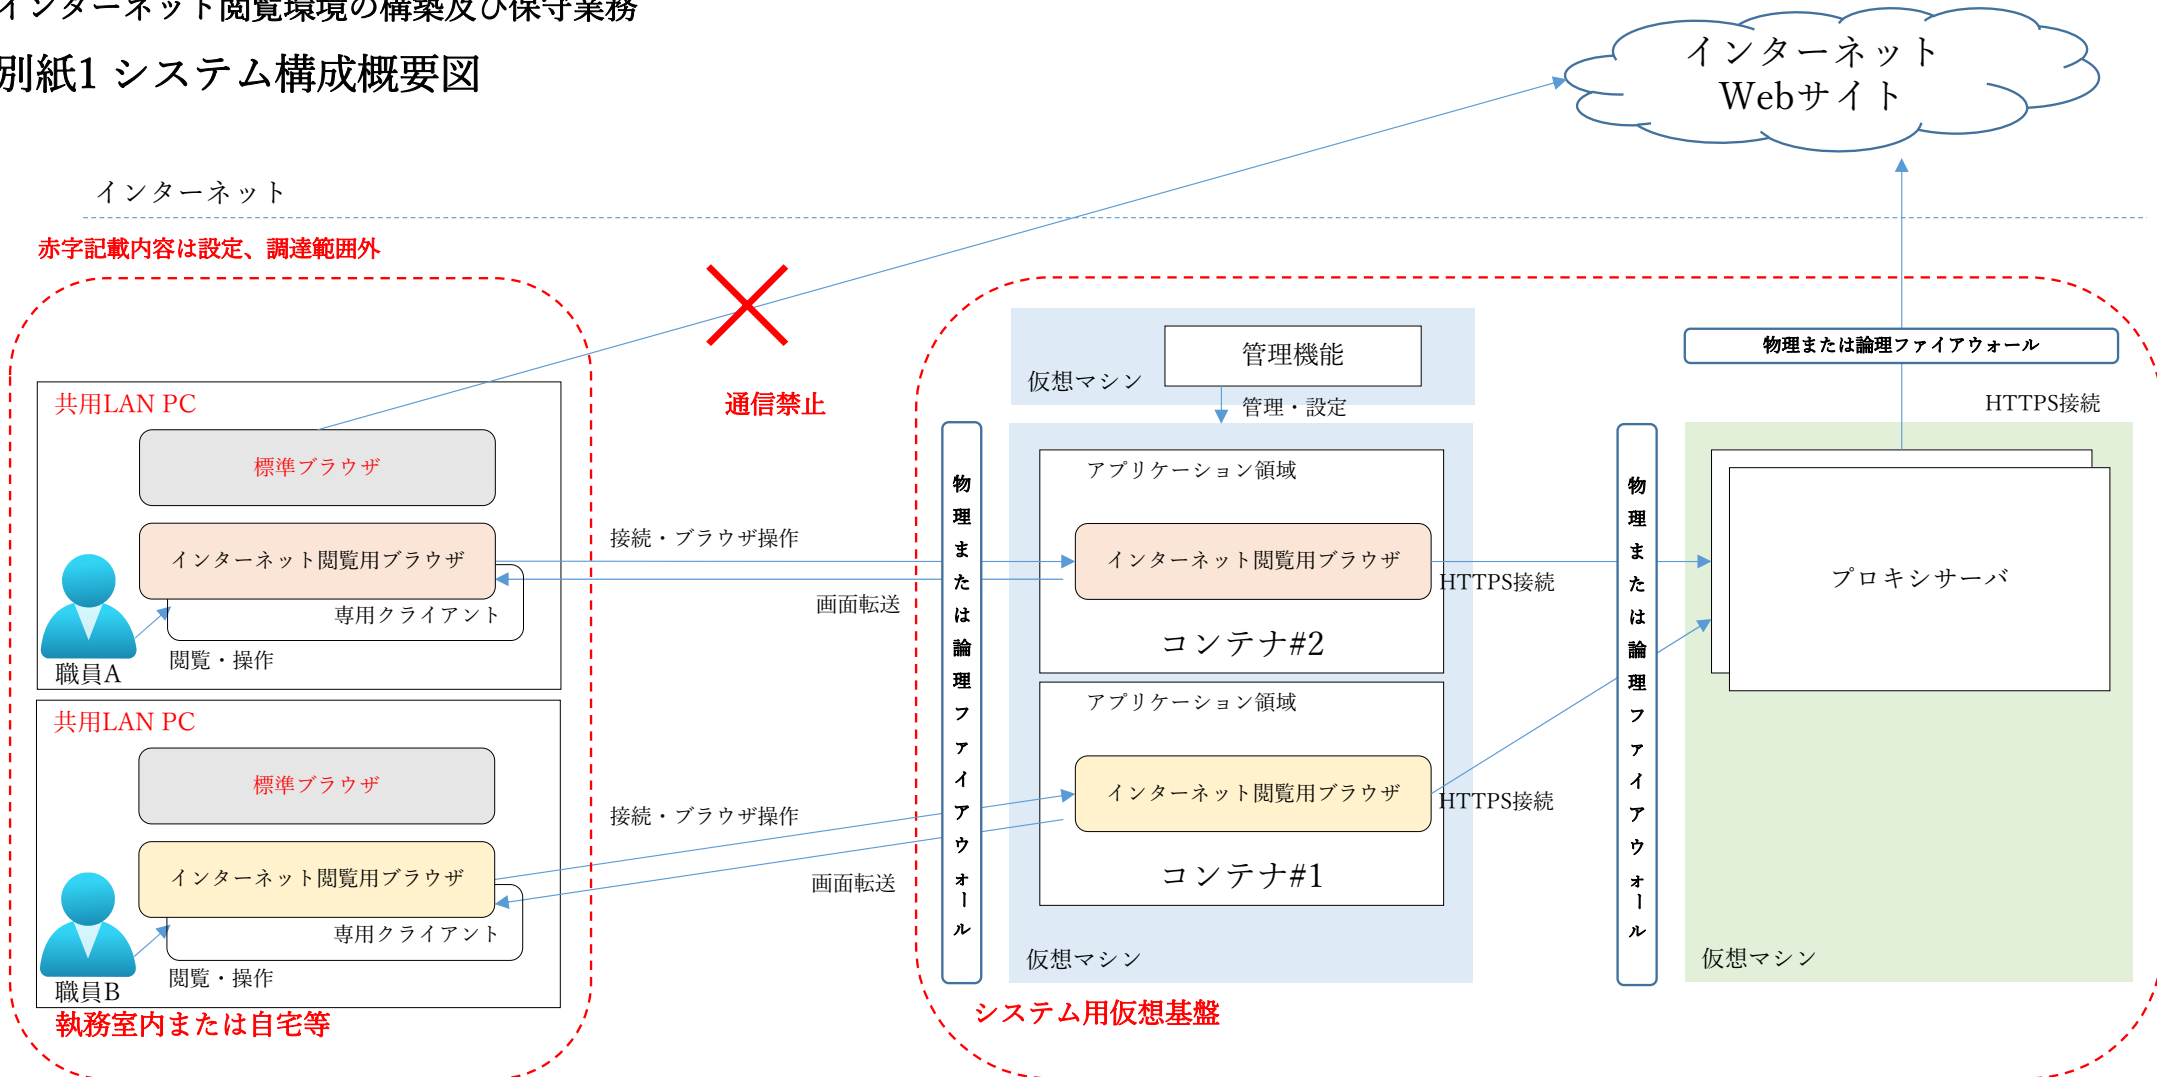 インターネット閲覧環境の構築及び保守業務
別紙1 システム構成概要図
インターネット
Webサイト
インターネット
赤字記載内容は設定、調達範囲外
通信禁止
共用LAN PC
標準ブラウザ
インターネット閲覧用ブラウザ
専用クライアント
閲覧・操作
職員A
共用LAN PC
標準ブラウザ
インターネット閲覧用ブラウザ
専用クライアント
閲覧・操作
職員B
執務室内または自宅等
接続・ブラウザ操作
画面転送
接続・ブラウザ操作
画面転送
物理または論理ファイアウォール
管理機能
仮想マシン
管理・設定
アプリケーション領域
インターネット閲覧用ブラウザ
コンテナ#2
アプリケーション領域
インターネット閲覧用ブラウザ
コンテナ#1
仮想マシン
システム用仮想基盤
HTTPS接続
HTTPS接続
物理または論理ファイアウォール
物理または論理ファイアウォール
HTTPS接続
プロキシサーバ
仮想マシン